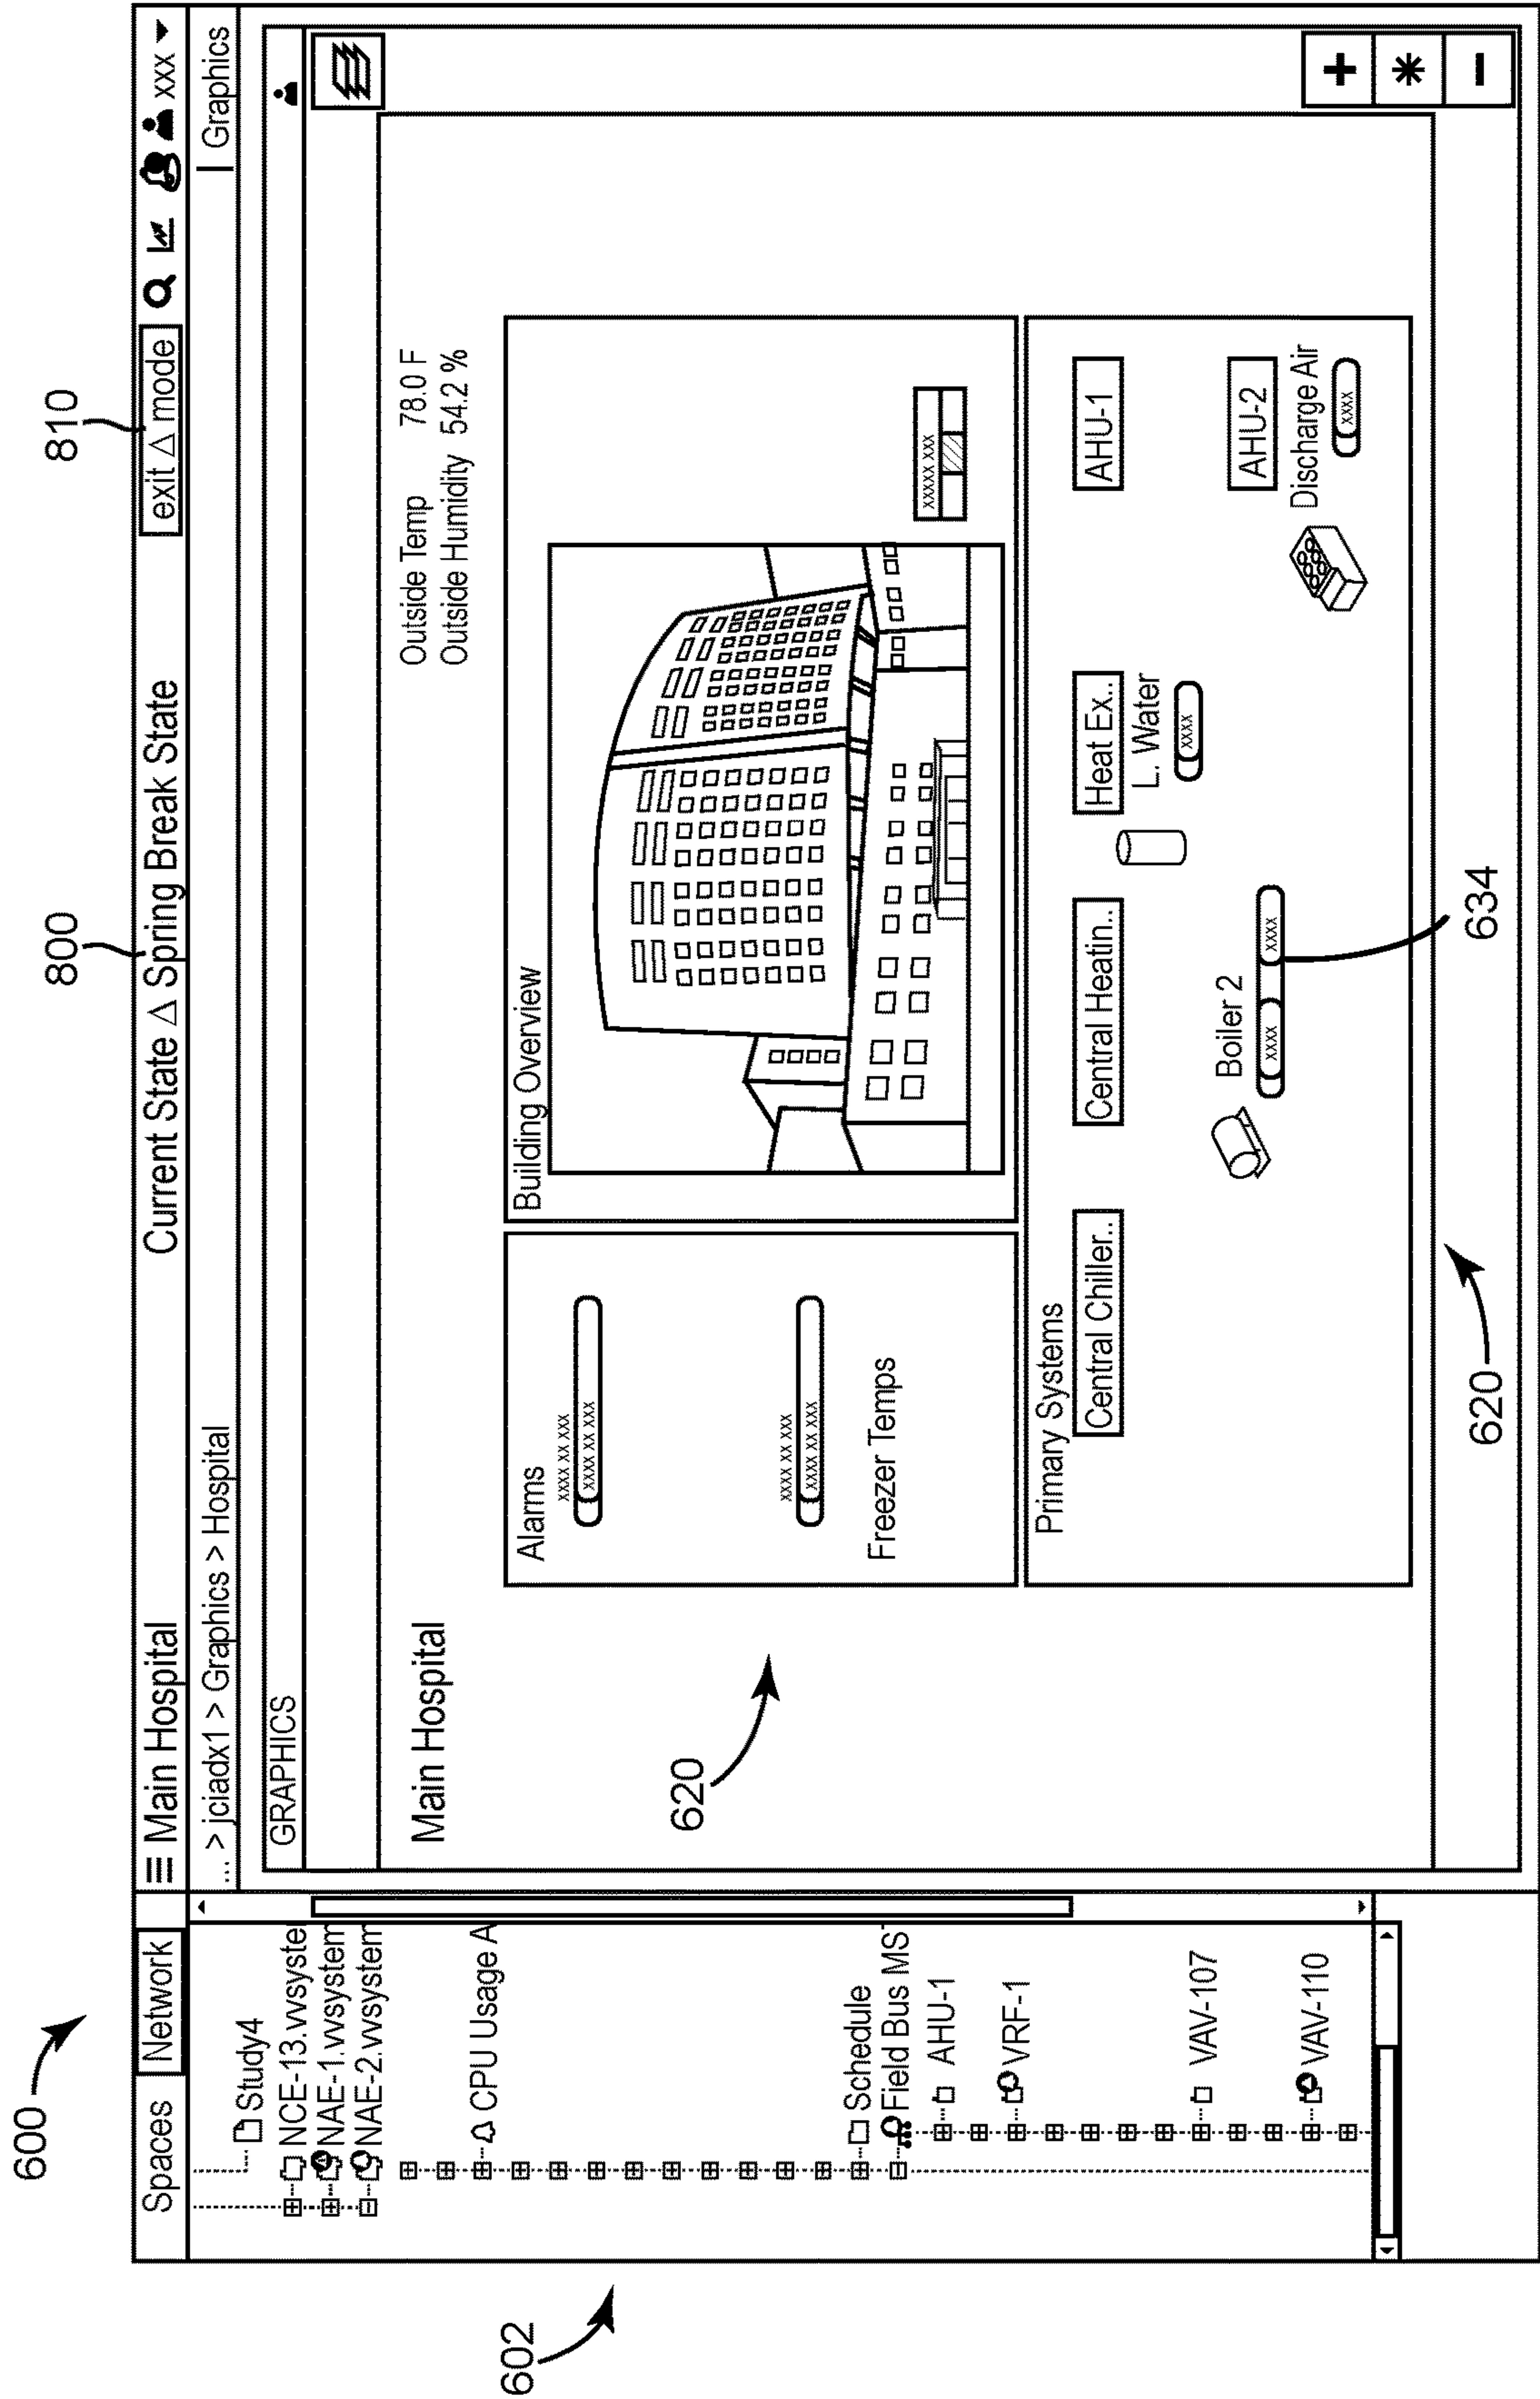 600
602
Spaces Network
Study4
NCE-13.vvsyste
NAE-1.vvsystem
NAE-2.vvsystem
CPU Usage A
Schedule
Field Bus MS
AHU-1
VRF-1
VAV-107
VAV-110
800
810
Main Hospital
Current State Δ Spring Break State
exit Δ mode
xxx
... > jciadx1 > Graphics > Hospital
Graphics
GRAPHICS
Main Hospital
Outside Temp 78.0 F
Outside Humidity 54.2 %
620
Alarms
xxxx xx xxx
xxxx xx xxx
xxxx xx xxx
xxxx xx xxx
Freezer Temps
Building Overview
xxxxx xxx
Primary Systems
Central Chiller..
Central Heatin..
Heat Ex..
AHU-1
L. Water
xxxx
Boiler 2
xxxx
xxxx
AHU-2
Discharge Air
xxxx
620
634